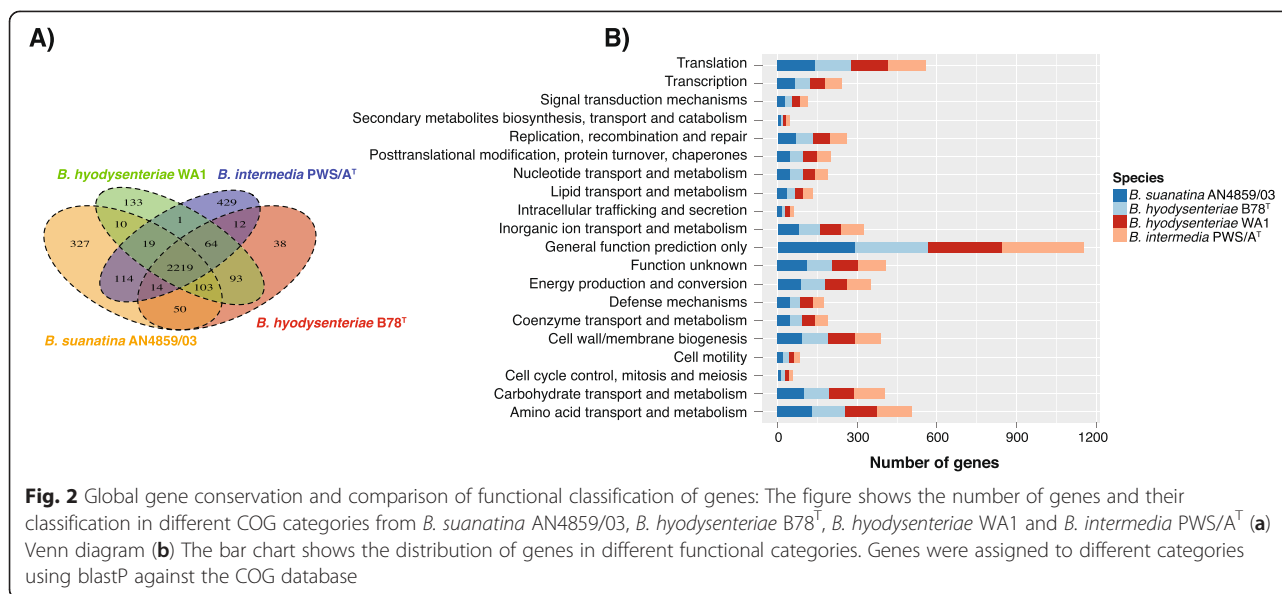 A)
B. hyodysenteriae WA1
B. intermedia PWS/Aᵀ
133
429
10
1
12
327
19
64
38
2219
114
93
14
103
50
B. hyodysenteriae B78ᵀ
B. suanatina AN4859/03
B)
Translation
Transcription
Signal transduction mechanisms
Secondary metabolites biosynthesis, transport and catabolism
Replication, recombination and repair
Posttranslational modification, protein turnover, chaperones
Nucleotide transport and metabolism
Lipid transport and metabolism
Intracellular trafficking and secretion
Inorganic ion transport and metabolism
General function prediction only
Function unknown
Energy production and conversion
Defense mechanisms
Coenzyme transport and metabolism
Cell wall/membrane biogenesis
Cell motility
Cell cycle control, mitosis and meiosis
Carbohydrate transport and metabolism
Amino acid transport and metabolism
0 300 600 900 1200
Number of genes
Species
B. suanatina AN4859/03
B. hyodysenteriae B78ᵀ
B. hyodysenteriae WA1
B. intermedia PWS/Aᵀ
Fig. 2 Global gene conservation and comparison of functional classification of genes: The figure shows the number of genes and their
classification in different COG categories from B. suanatina AN4859/03, B. hyodysenteriae B78ᵀ, B. hyodysenteriae WA1 and B. intermedia PWS/Aᵀ (a)
Venn diagram (b) The bar chart shows the distribution of genes in different functional categories. Genes were assigned to different categories
using blastP against the COG database